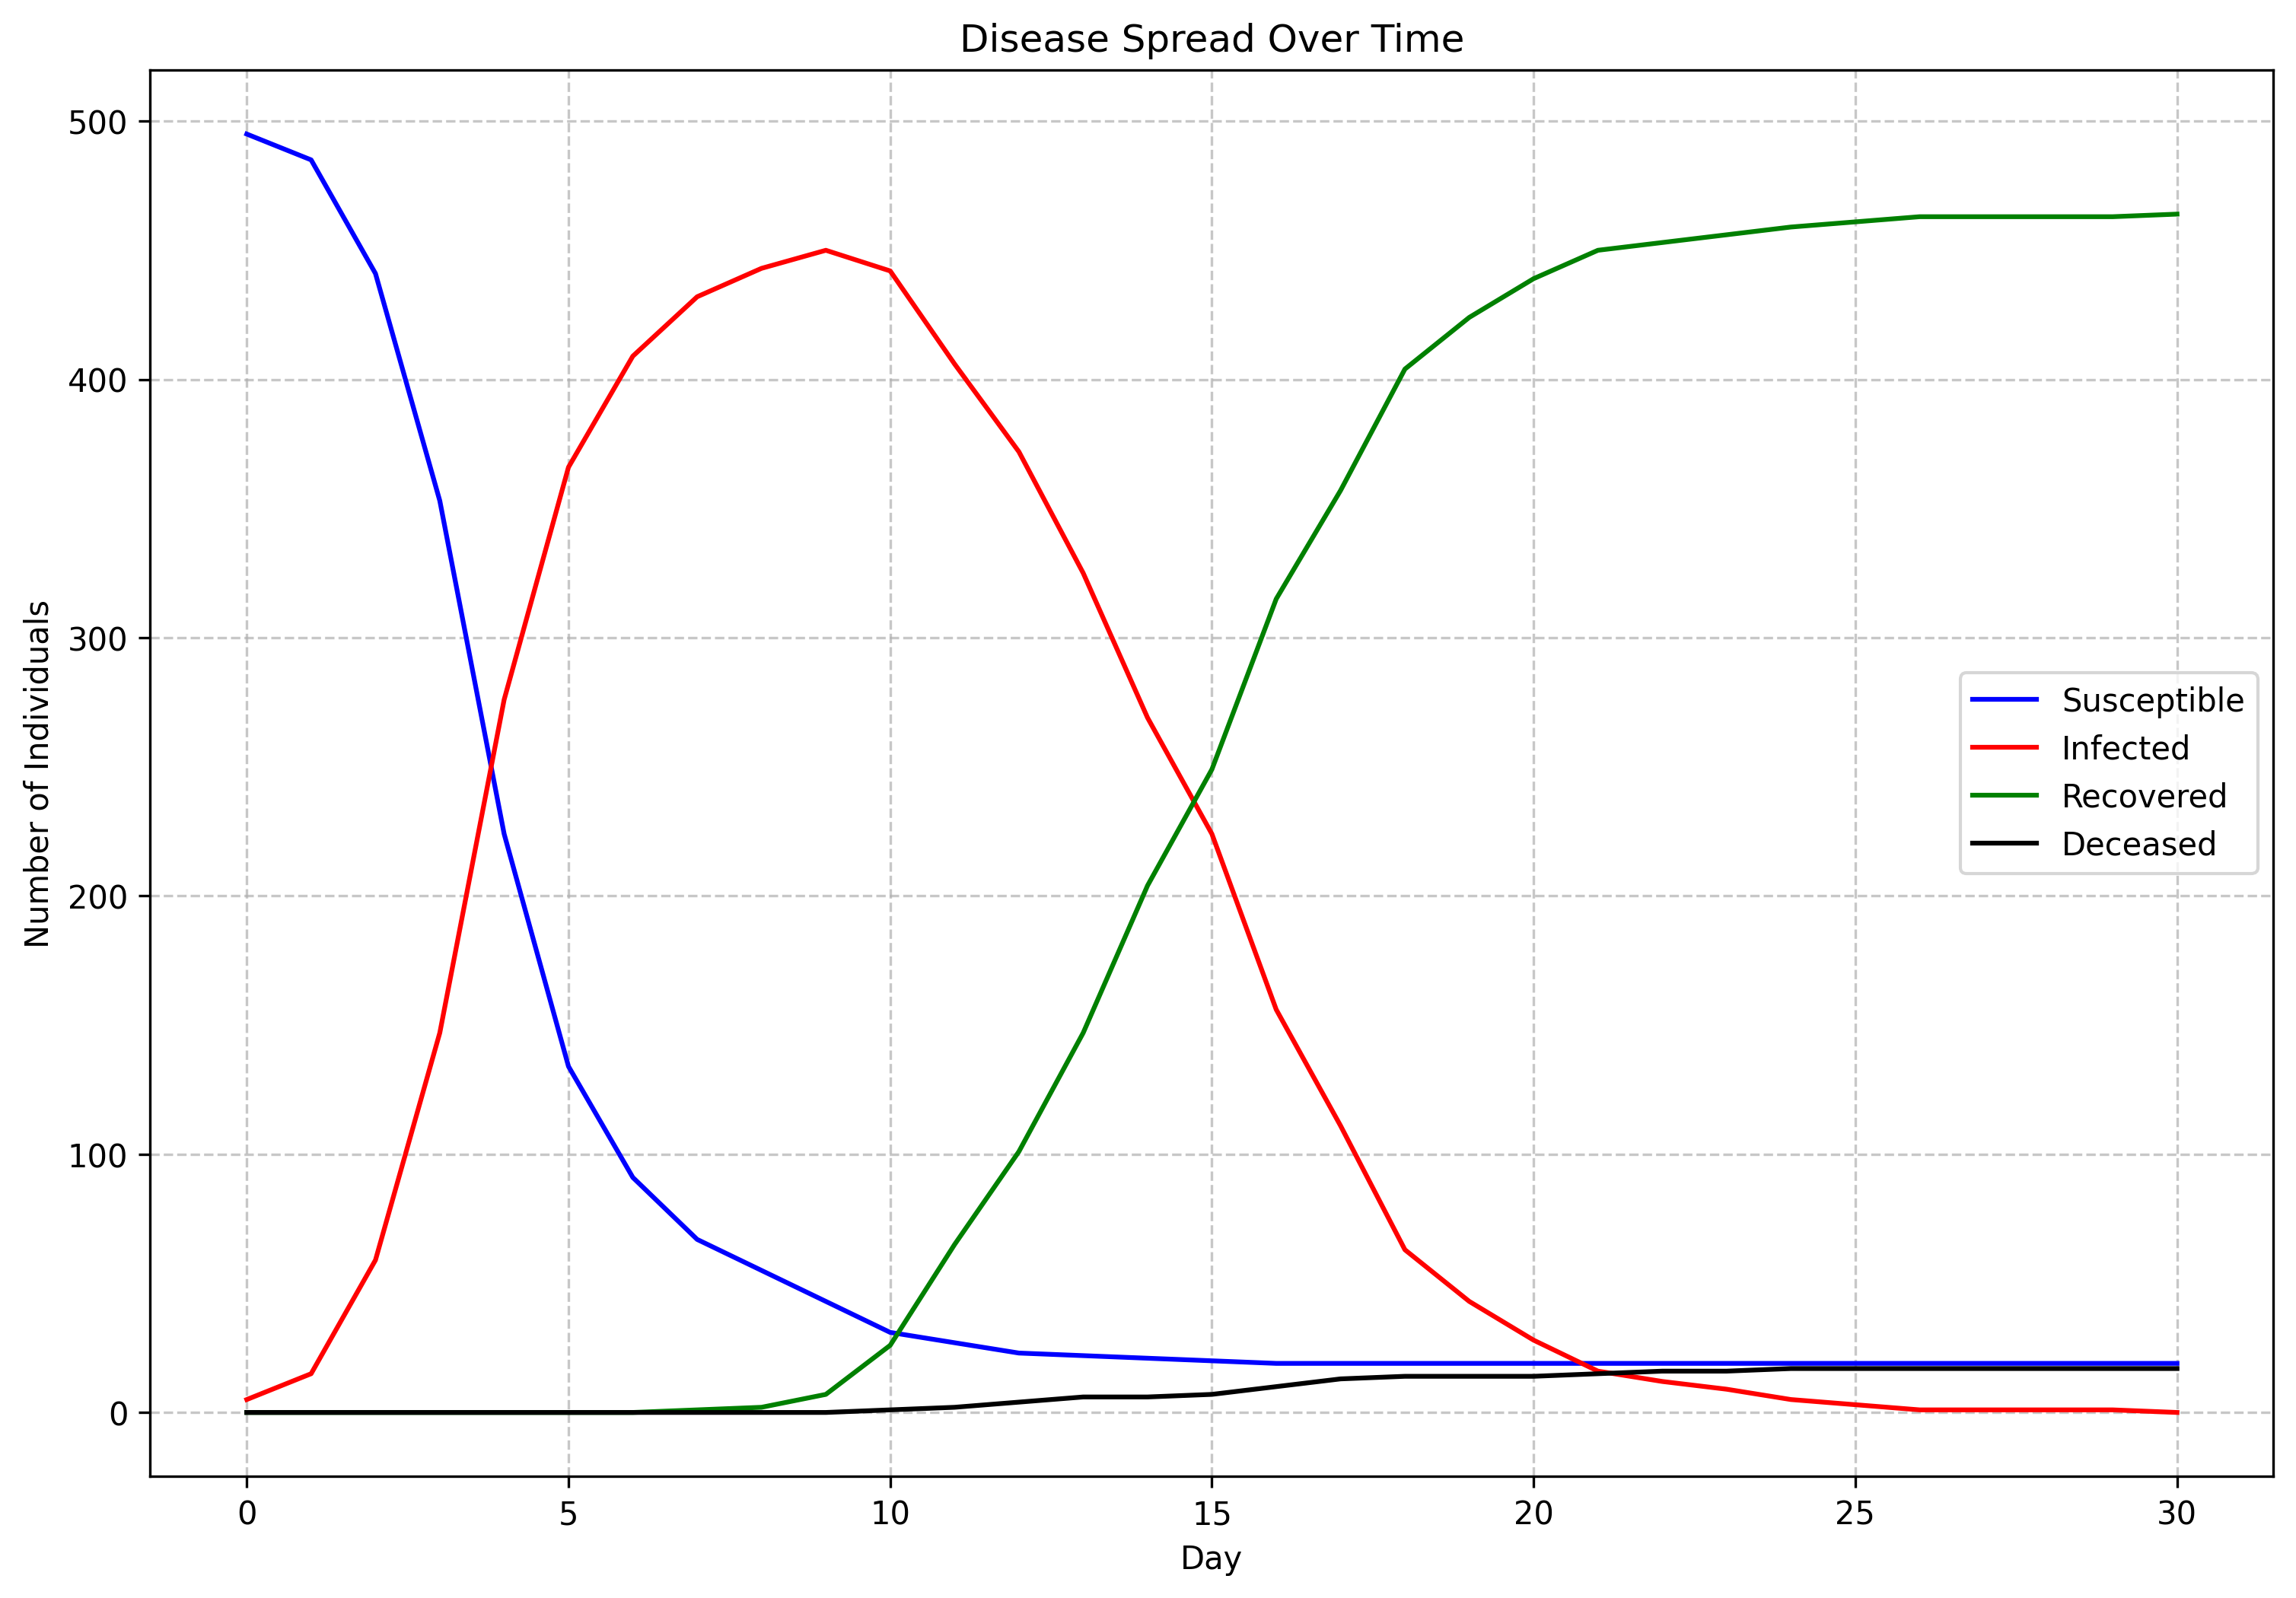 Disease Spread Over Time
500
400
300
200
100
0
Number of Individuals
Susceptible
Infected
Recovered
Deceased
0 5 10 15 20 25 30
Day